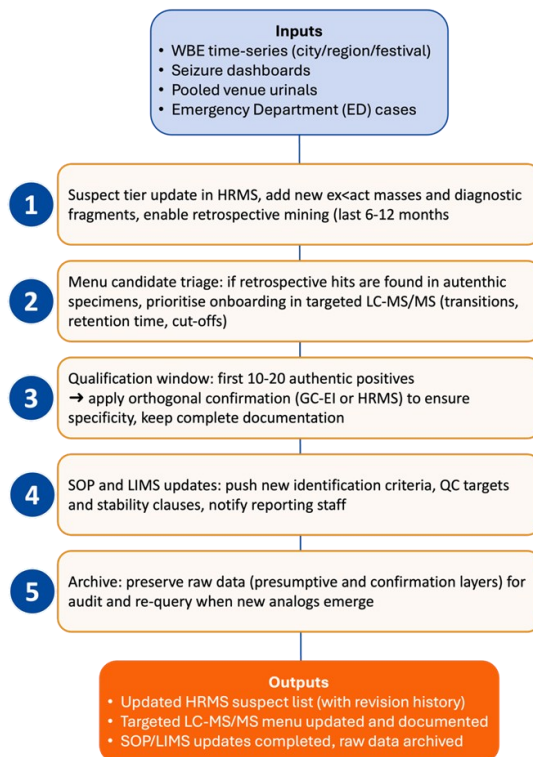 Inputs
• WBE time-series (city/region/festival)
• Seizure dashboards
• Pooled venue urinals
• Emergency Department (ED) cases
1
Suspect tier update in HRMS, add new ex<act masses and diagnostic
fragments, enable retrospective mining (last 6-12 months
2
Menu candidate triage: if retrospective hits are found in autenthic
specimens, prioritise onboarding in targeted LC-MS/MS (transitions,
retention time, cut-offs)
3
Qualification window: first 10-20 authentic positives
➔ apply orthogonal confirmation (GC-EI or HRMS) to ensure
specificity, keep complete documentation
4
SOP and LIMS updates: push new identification criteria, QC targets
and stability clauses, notify reporting staff
5
Archive: preserve raw data (presumptive and confirmation layers) for
audit and re-query when new analogs emerge
Outputs
• Updated HRMS suspect list (with revision history)
• Targeted LC-MS/MS menu updated and documented
• SOP/LIMS updates completed, raw data archived